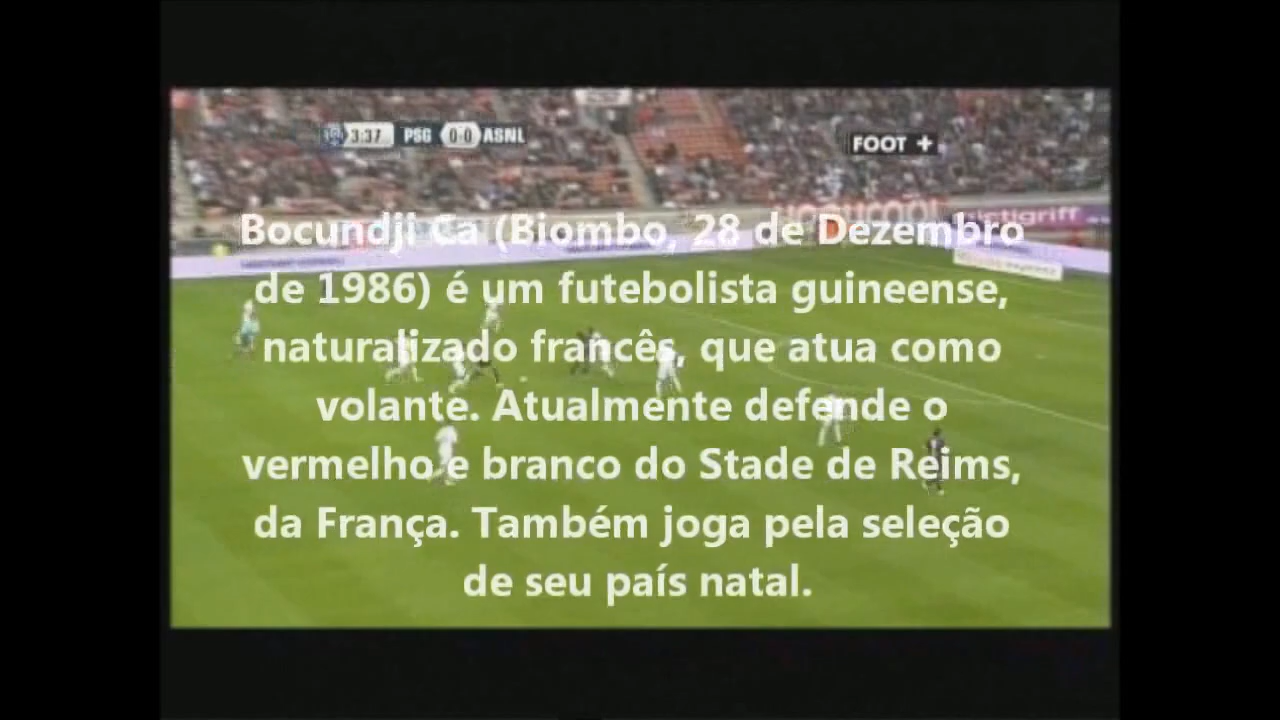 3:37 PSG 0-0 ASNL
FOOT +
Bocundji Ca (Biombo, 28 de Dezembro
de 1986) é um futebolista guineense,
naturalizado francês, que atua como
volante. Atualmente defende o
vermelho e branco do Stade de Reims,
da França. Também joga pela seleção
de seu país natal.